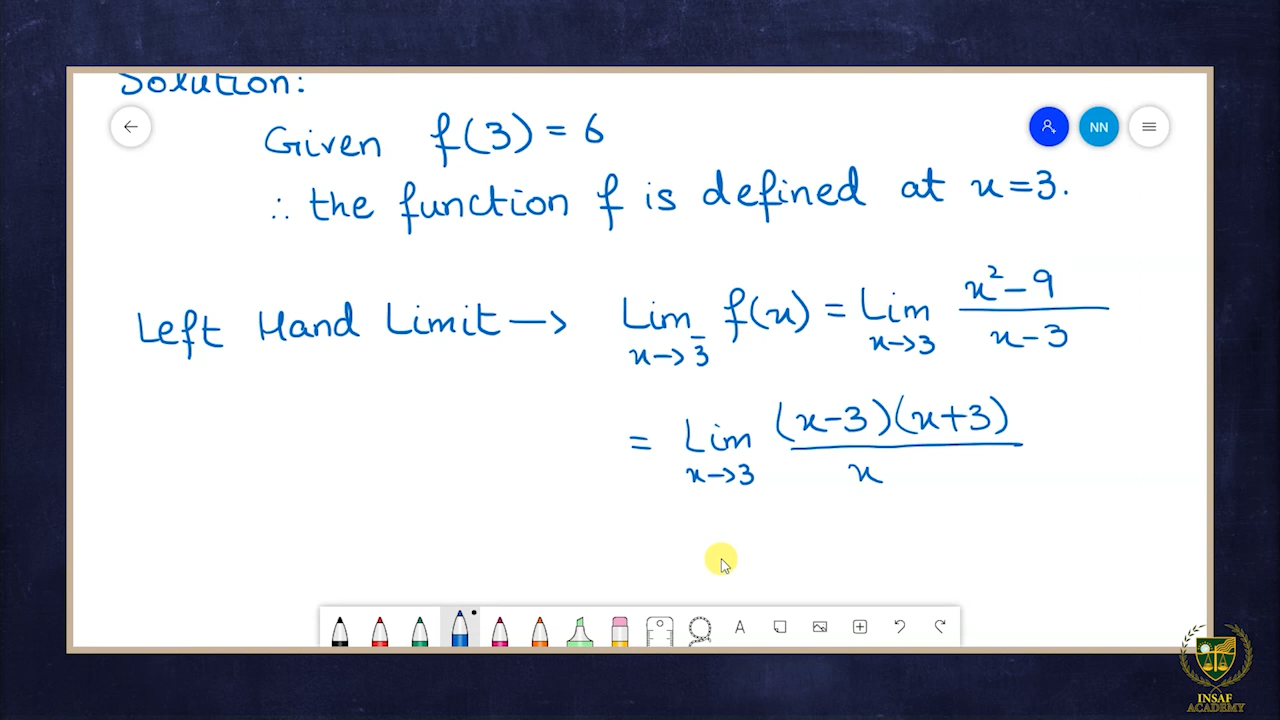 Solution:
Given f(3) = 6
∴ the function f is defined at x=3.
Left Hand Limit → Lim x→3⁻ f(x) = Lim x→3 x²-9 / x-3
= Lim x→3 (x-3)(x+3) / x
NN
A
INSAF
ACADEMY